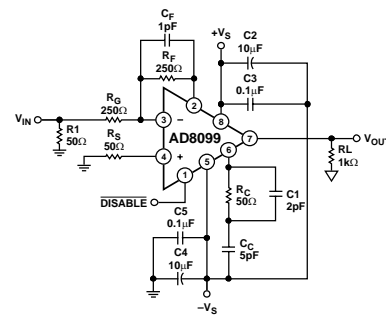 CF
1pF
RF
250Ω
+VS
C2
10µF
C3
0.1µF
VIN
RG
250Ω
R1
50Ω
RS
50Ω
2
3
–
4
+
AD8099
8
7
6
5
1
VOUT
RL
1kΩ
DISABLE
RC
50Ω
C1
2pF
C5
0.1µF
C4
10µF
CC
5pF
–VS